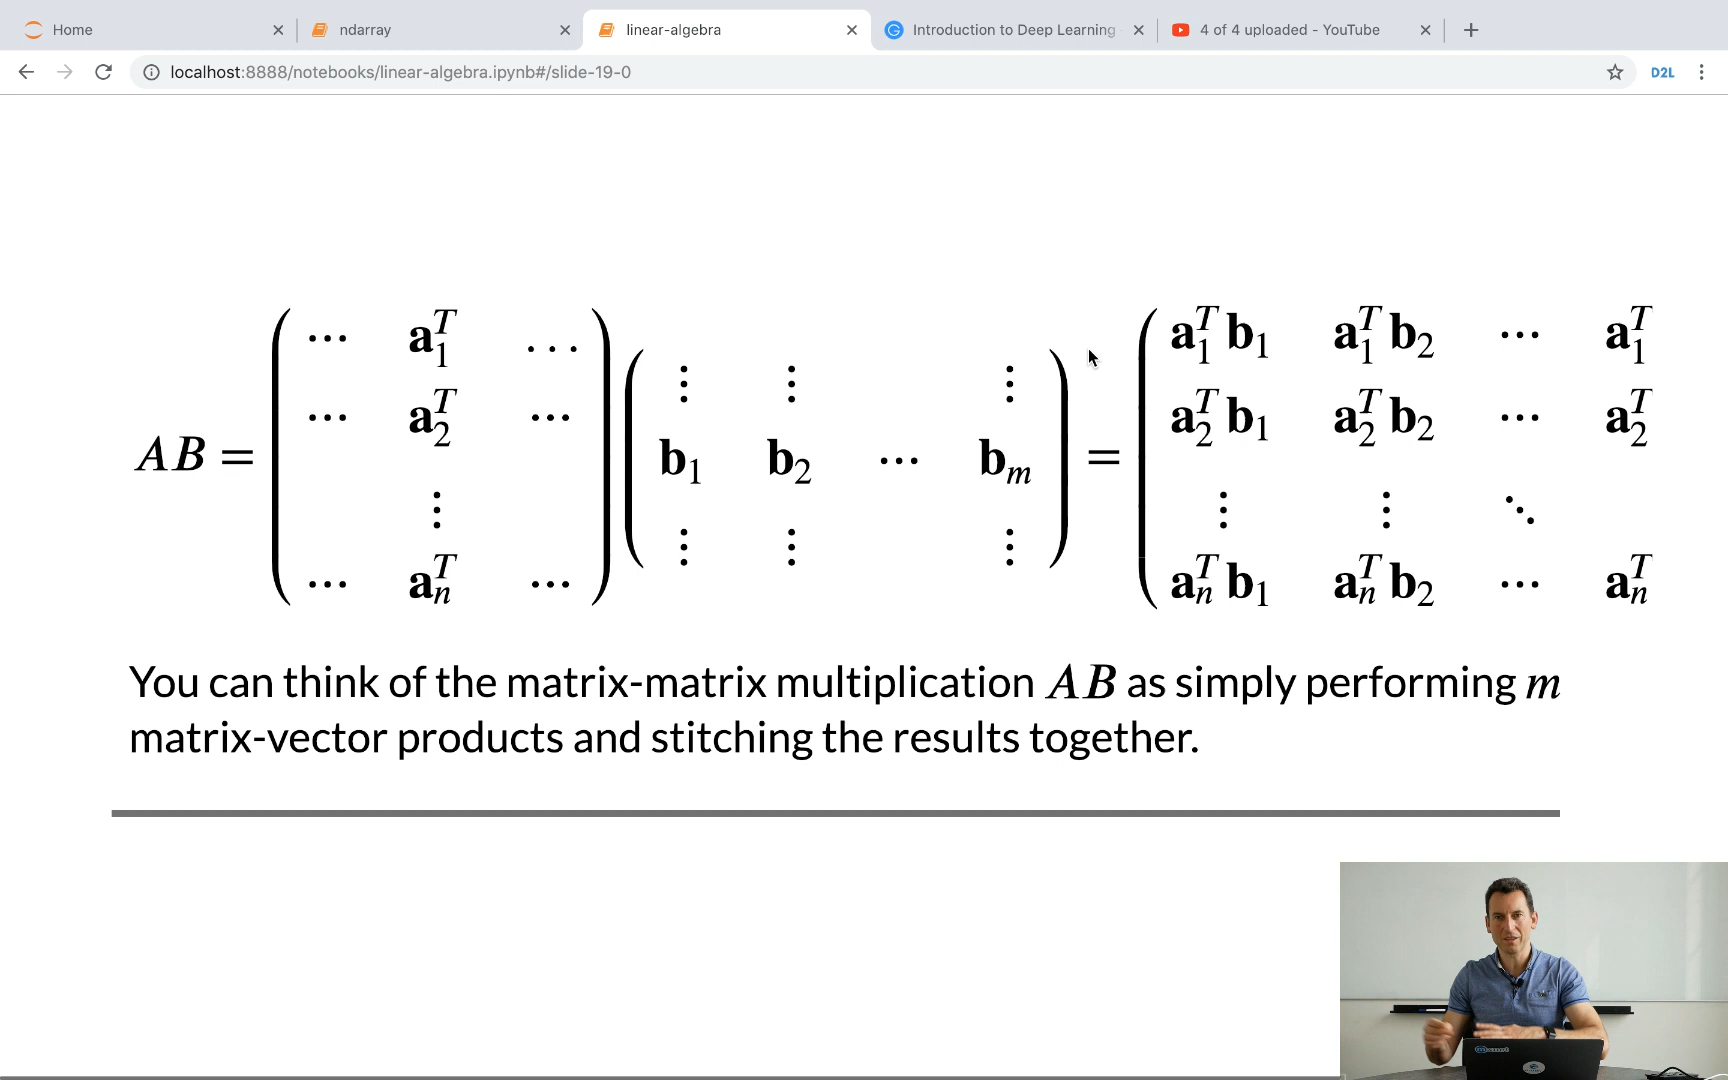 Home
ndarray
linear-algebra
Introduction to Deep Learning
4 of 4 uploaded - YouTube
localhost:8888/notebooks/linear-algebra.ipynb#/slide-19-0
D2L
AB = ( ⋯ a₁ᵀ … ; ⋯ a₂ᵀ ⋯ ; ⋮ ; ⋯ aₙᵀ ⋯ ) ( ⋮ ⋮ ⋮ ; b₁ b₂ ⋯ bₘ ; ⋮ ⋮ ⋮ ) = ( a₁ᵀb₁ a₁ᵀb₂ ⋯ a₁ᵀ ; a₂ᵀb₁ a₂ᵀb₂ ⋯ a₂ᵀ ; ⋮ ⋮ ⋱ ; aₙᵀb₁ aₙᵀb₂ ⋯ aₙᵀ
You can think of the matrix-matrix multiplication AB as simply performing m
matrix-vector products and stitching the results together.